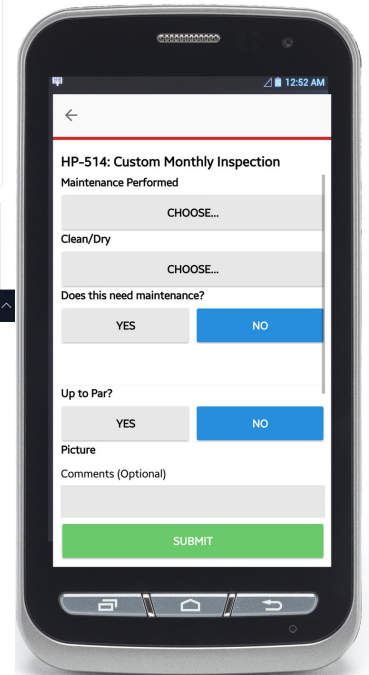 12:52 AM
HP-514: Custom Monthly Inspection
Maintenance Performed
CHOOSE...
Clean/Dry
CHOOSE...
Does this need maintenance?
YES NO
Up to Par?
YES NO
Picture
Comments (Optional)
SUBMIT